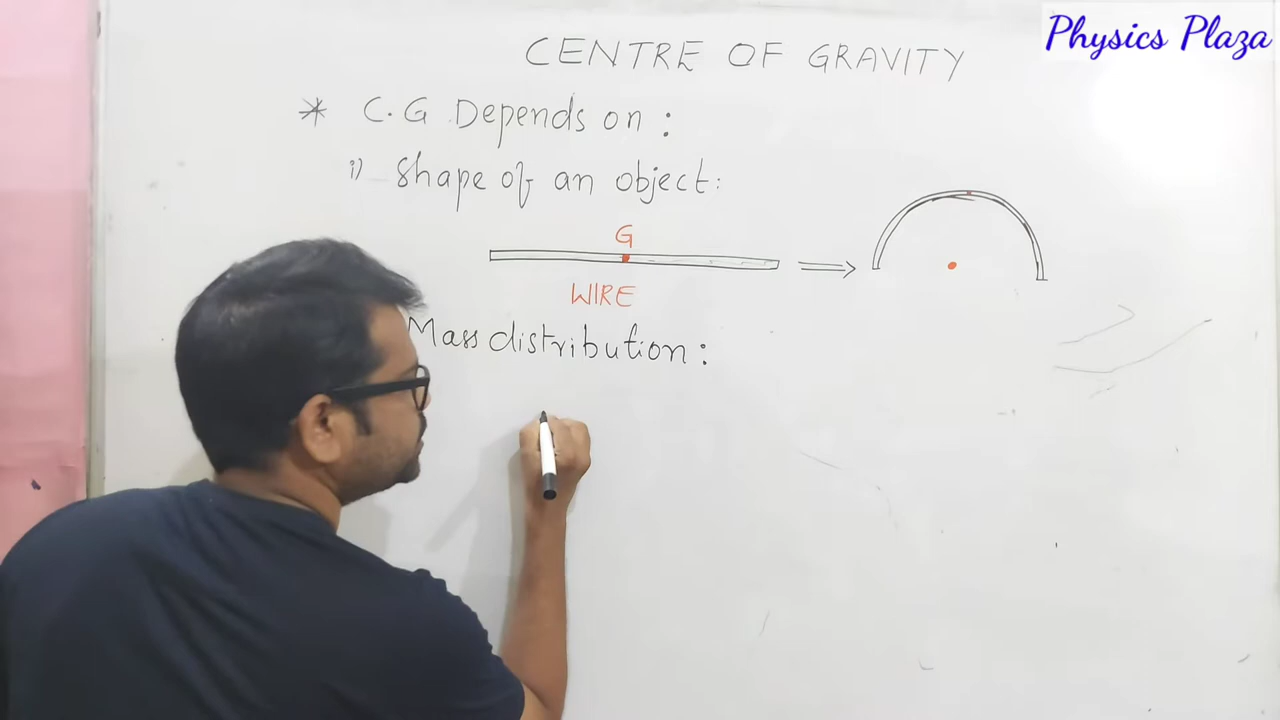 Physics Plaza
CENTRE OF GRAVITY
* C.G Depends on :
i) Shape of an object:
G
WIRE
Mass distribution :